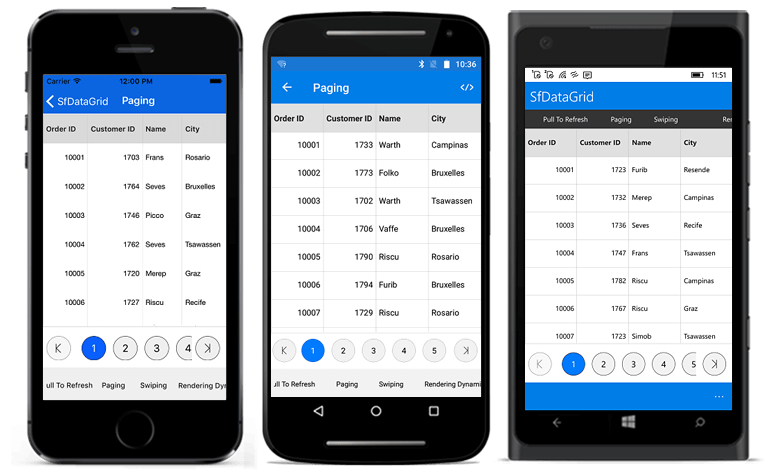 Carrier 12:00 PM
SfDataGrid Paging
Order ID Customer ID Name City
10001 1703 Frans Rosario
10002 1764 Seves Bruxelles
10003 1746 Picco Graz
10004 1762 Seves Tsawassen
10005 1720 Merep Graz
10006 1727 Riscu Recife
1 2 3 4
ull To Refresh Paging Swiping Rendering Dyn
10:36
Paging </>
Order ID Customer ID Name City
10001 1733 Warth Campinas
10002 1773 Folko Bruxelles
10003 1702 Warth Tsawassen
10004 1706 Vaffe Bruxelles
10005 1790 Riscu Rosario
10006 1794 Furib Bruxelles
10007 1729 Riscu Rosario
1 2 3 4 5
ull To Refresh Paging Swiping Rendering Dynami
11:51
SfDataGrid
Pull To Refresh Paging Swiping Re
Order ID Customer ID Name City
10001 1723 Furib Resende
10002 1732 Merep Campinas
10003 1736 Seves Recife
10004 1747 Frans Tsawassen
10005 1782 Riscu Campinas
10006 1767 Riscu Graz
10007 1723 Simob Tsawassen
1 2 3 4 5
...